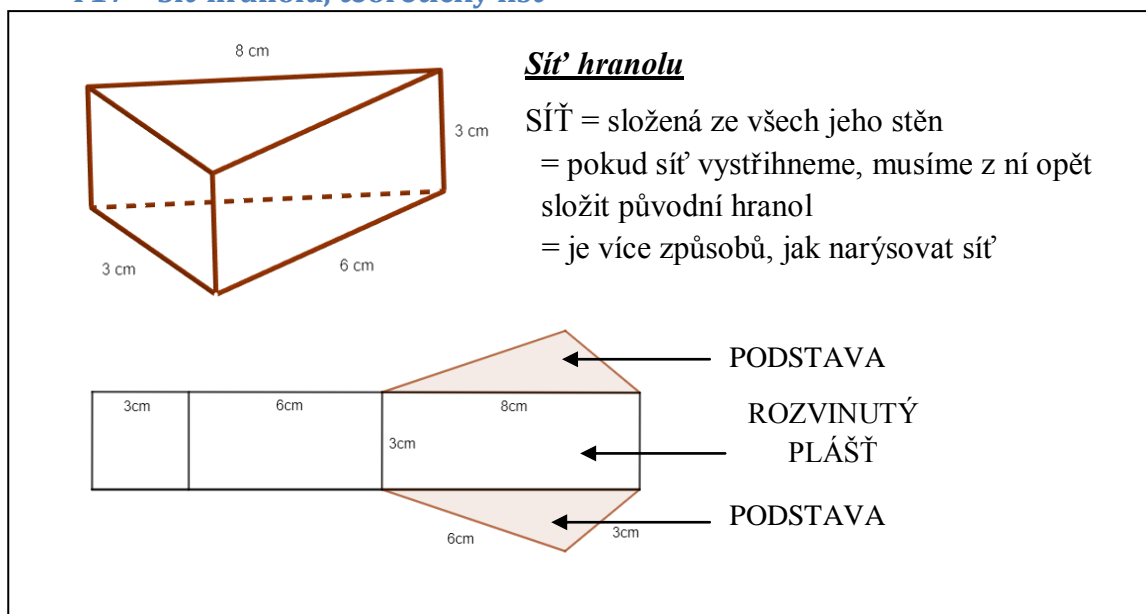 8 cm
3 cm
3 cm
6 cm
Síť hranolu
SÍŤ = složená ze všech jeho stěn
= pokud síť vystřihneme, musíme z ní opět
složit původní hranol
= je více způsobů, jak narýsovat síť
PODSTAVA
3cm
6cm
8cm
3cm
ROZVINUTÝ
PLÁŠŤ
PODSTAVA
6cm
3cm